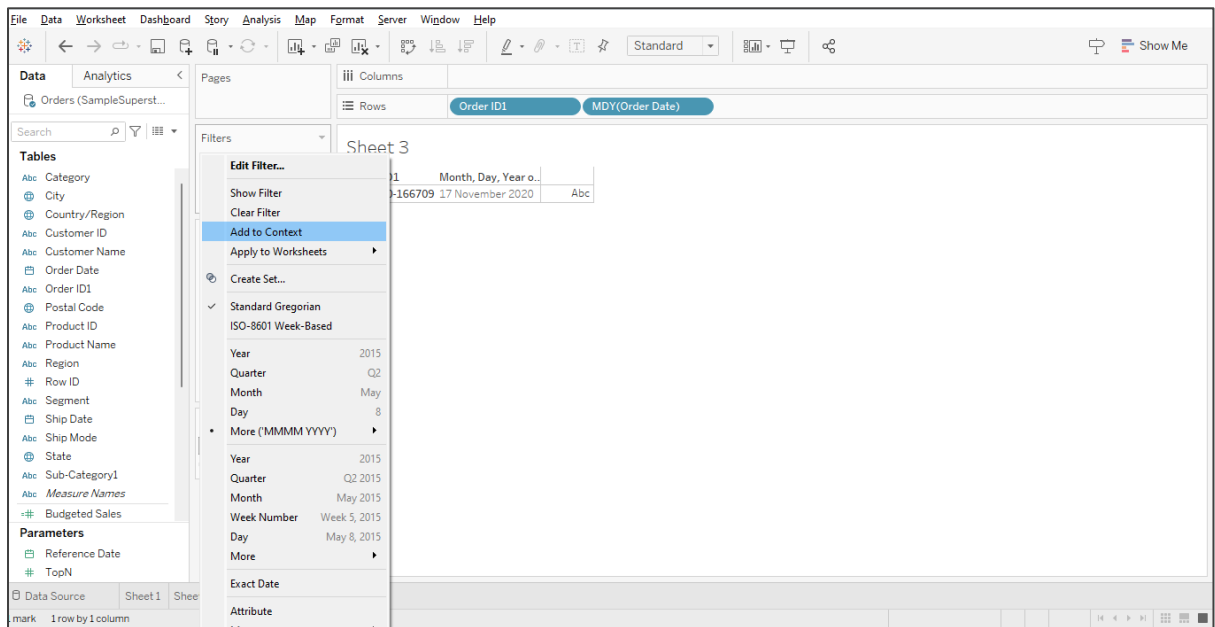 File Data Worksheet Dashboard Story Analysis Map Format Server Window Help
Standard
Show Me
Data Analytics <
Pages
iii Columns
Orders (SampleSuperst...
Rows Order ID1 MDY(Order Date)
Search
Filters
Sheet 3
Tables
Abc Category
City
Country/Region
Abc Customer ID
Abc Customer Name
Order Date
Abc Order ID1
Postal Code
Abc Product ID
Abc Product Name
Abc Region
# Row ID
Abc Segment
Ship Date
Abc Ship Mode
State
Abc Sub-Category1
Abc Measure Names
=# Budgeted Sales
Parameters
Reference Date
# TopN
Edit Filter...
Show Filter
Clear Filter
Add to Context
Apply to Worksheets
Create Set...
Standard Gregorian
ISO-8601 Week-Based
Year 2015
Quarter Q2
Month May
Day 8
More ('MMMM YYYY')
Year 2015
Quarter Q2 2015
Month May 2015
Week Number Week 5, 2015
Day May 8, 2015
More
Exact Date
Attribute
01 Month, Day, Year o..
-166709 17 November 2020 Abc
Data Source Sheet 1 Shee
mark 1 row by 1 column